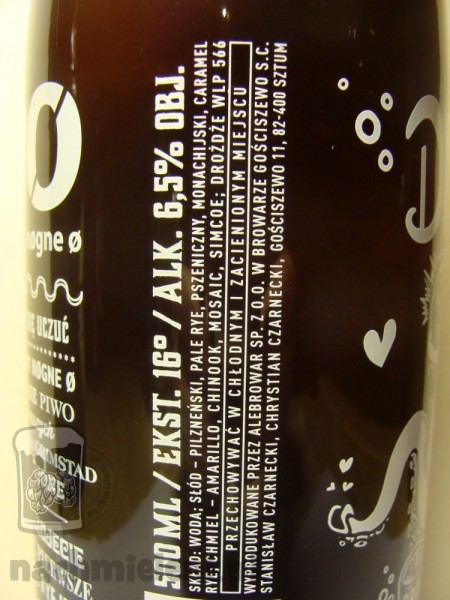 Ø
nøgne ø
UCZUĆ
NØGNE Ø
PIWO
500 ML / EKST. 16° / ALK. 6,5% OBJ.
SKŁAD: WODA; SŁÓD – PILZNEŃSKI, PALE RYE, PSZENICZNY, MONACHIJSKI, CARAMEL
RYE; CHMIEL – AMARILLO, CHINOOK, MOSAIC, SIMCOE; DROŻDŻE WLP 566
PRZECHOWYWAĆ W CHŁODNYM I ZACIENIONYM MIEJSCU
WYPRODUKOWANE PRZEZ ALEBROWAR SP. Z O.O. W BROWARZE GOŚCISZEWO S.C.
STANISŁAW CZARNECKI, CHRYSTIAN CZARNECKI, GOŚCISZEWO 11, 82-400 SZTUM